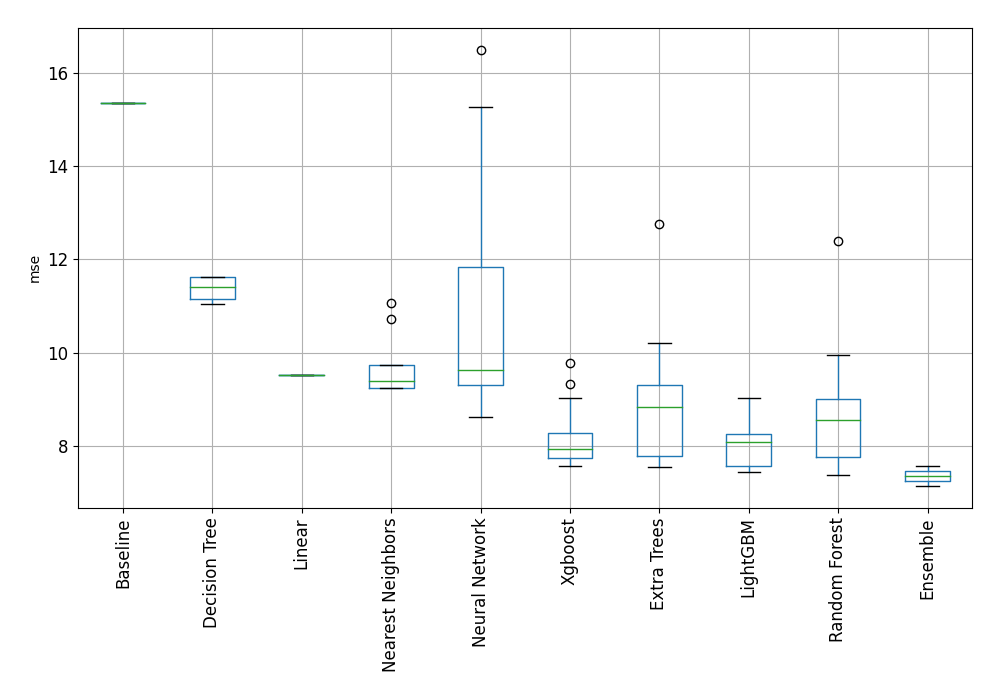 16
14
12
10
8
mse
Baseline
Decision Tree
Linear
Nearest Neighbors
Neural Network
Xgboost
Extra Trees
LightGBM
Random Forest
Ensemble